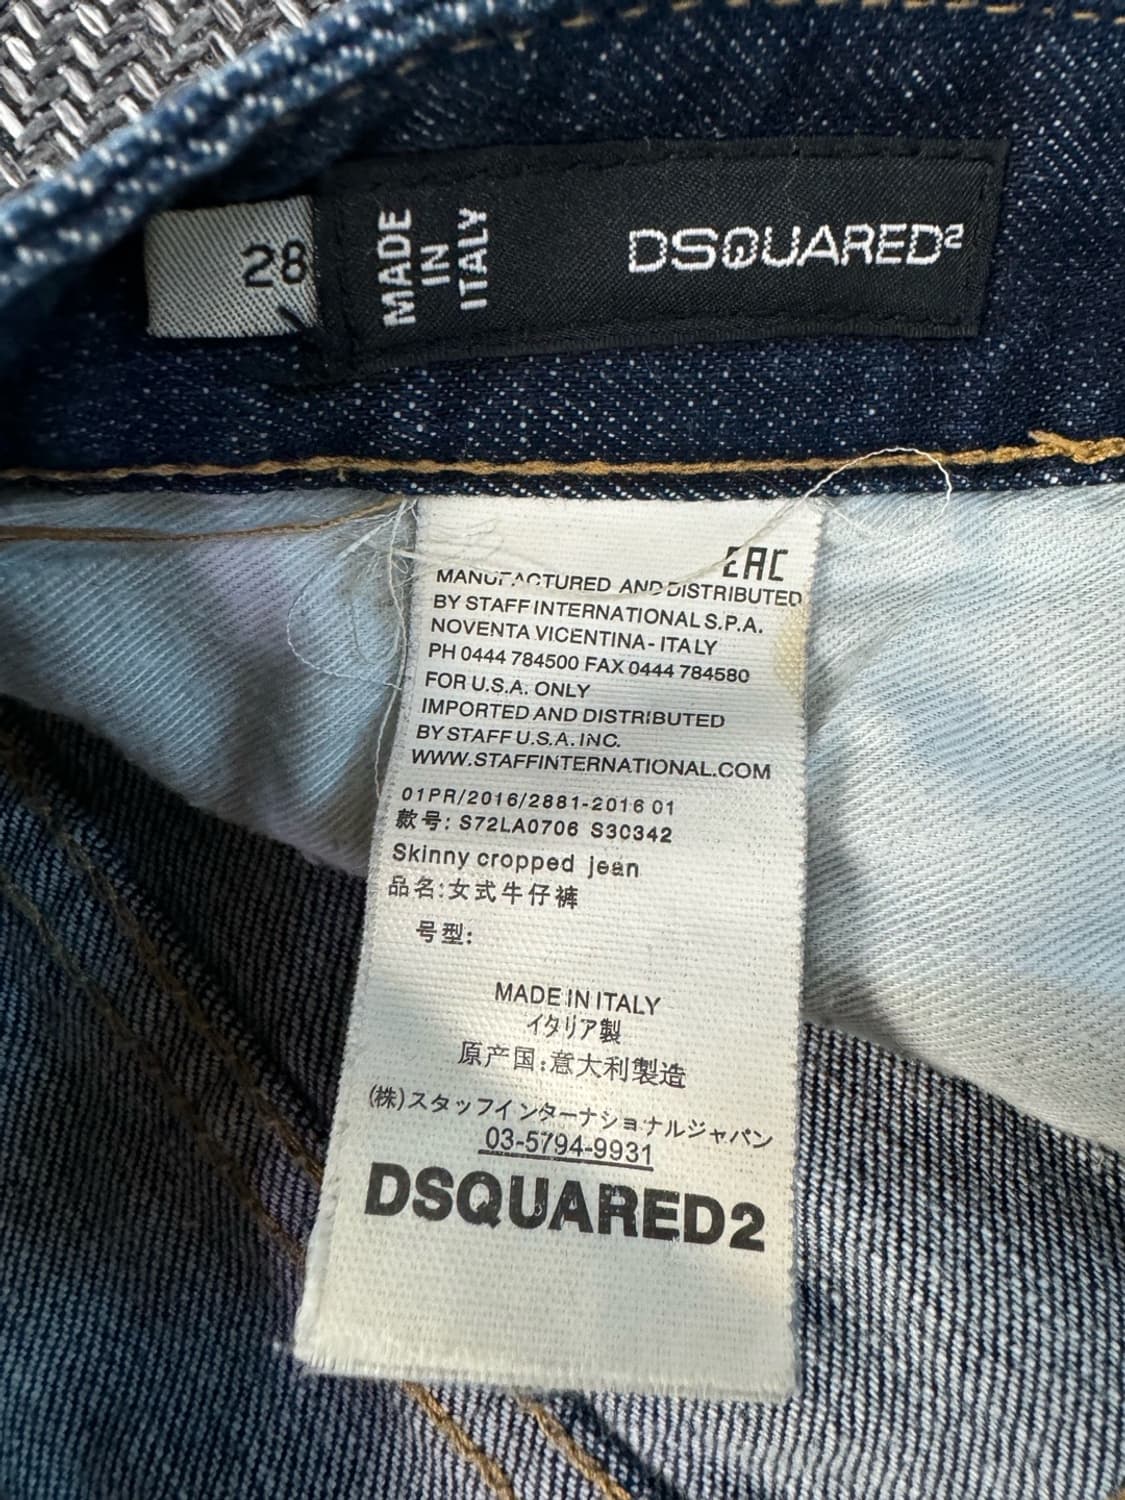 28
MADE
IN
ITALY
DSQUARED²
EAC
MANUFACTURED AND DISTRIBUTED
BY STAFF INTERNATIONAL S.P.A.
NOVENTA VICENTINA - ITALY
PH 0444 784500 FAX 0444 784580
FOR U.S.A. ONLY
IMPORTED AND DISTRIBUTED
BY STAFF U.S.A. INC.
WWW.STAFFINTERNATIONAL.COM
01PR/2016/2881-2016 01
款号: S72LA0706 S30342
Skinny cropped jean
品名:女式牛仔裤
号型:
MADE IN ITALY
イタリア製
原产国:意大利製造
(株)スタッフインターナショナルジャパン
03-5794-9931
DSQUARED2